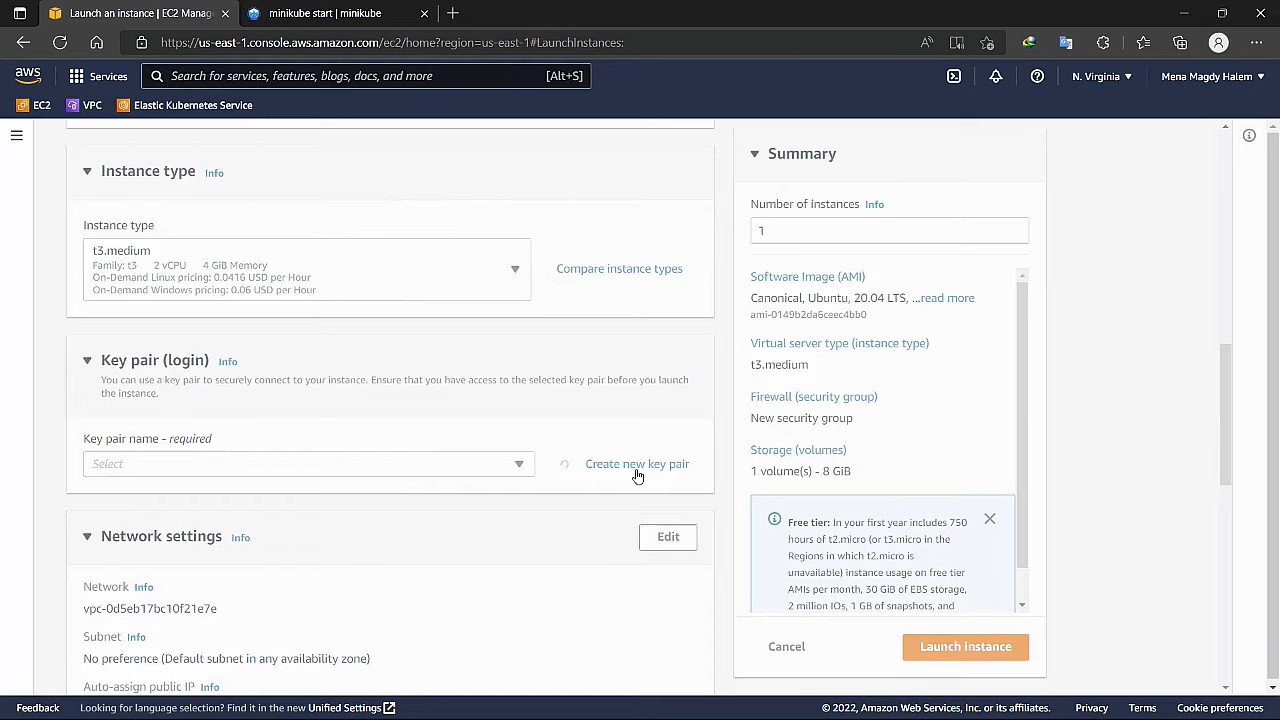 Launch an instance | EC2 Manag
minikube start | minikube
https://us-east-1.console.aws.amazon.com/ec2/home?region=us-east-1#LaunchInstances:
aws
Services
Search for services, features, blogs, docs, and more
[Alt+S]
N. Virginia
Mena Magdy Halem
EC2
VPC
Elastic Kubernetes Service
Instance type
Info
Instance type
t3.medium
Family: t3 2 vCPU 4 GiB Memory
On-Demand Linux pricing: 0.0416 USD per Hour
On-Demand Windows pricing: 0.06 USD per Hour
Compare instance types
Key pair (login)
Info
You can use a key pair to securely connect to your instance. Ensure that you have access to the selected key pair before you launch
the instance.
Key pair name - required
Select
Create new key pair
Network settings
Info
Edit
Network
Info
vpc-0d5eb17bc10f21e7e
Subnet
Info
No preference (Default subnet in any availability zone)
Auto-assign public IP
Info
Summary
Number of instances
Info
1
Software Image (AMI)
Canonical, Ubuntu, 20.04 LTS, ...read more
ami-0149b2da6ceec4bb0
Virtual server type (instance type)
t3.medium
Firewall (security group)
New security group
Storage (volumes)
1 volume(s) - 8 GiB
Free tier: In your first year includes 750
hours of t2.micro (or t3.micro in the
Regions in which t2.micro is
unavailable) instance usage on free tier
AMIs per month, 30 GiB of EBS storage,
2 million IOs, 1 GB of snapshots, and
Cancel
Launch instance
Feedback
Looking for language selection? Find it in the new Unified Settings
© 2022, Amazon Web Services, Inc. or its affiliates.
Privacy
Terms
Cookie preferences